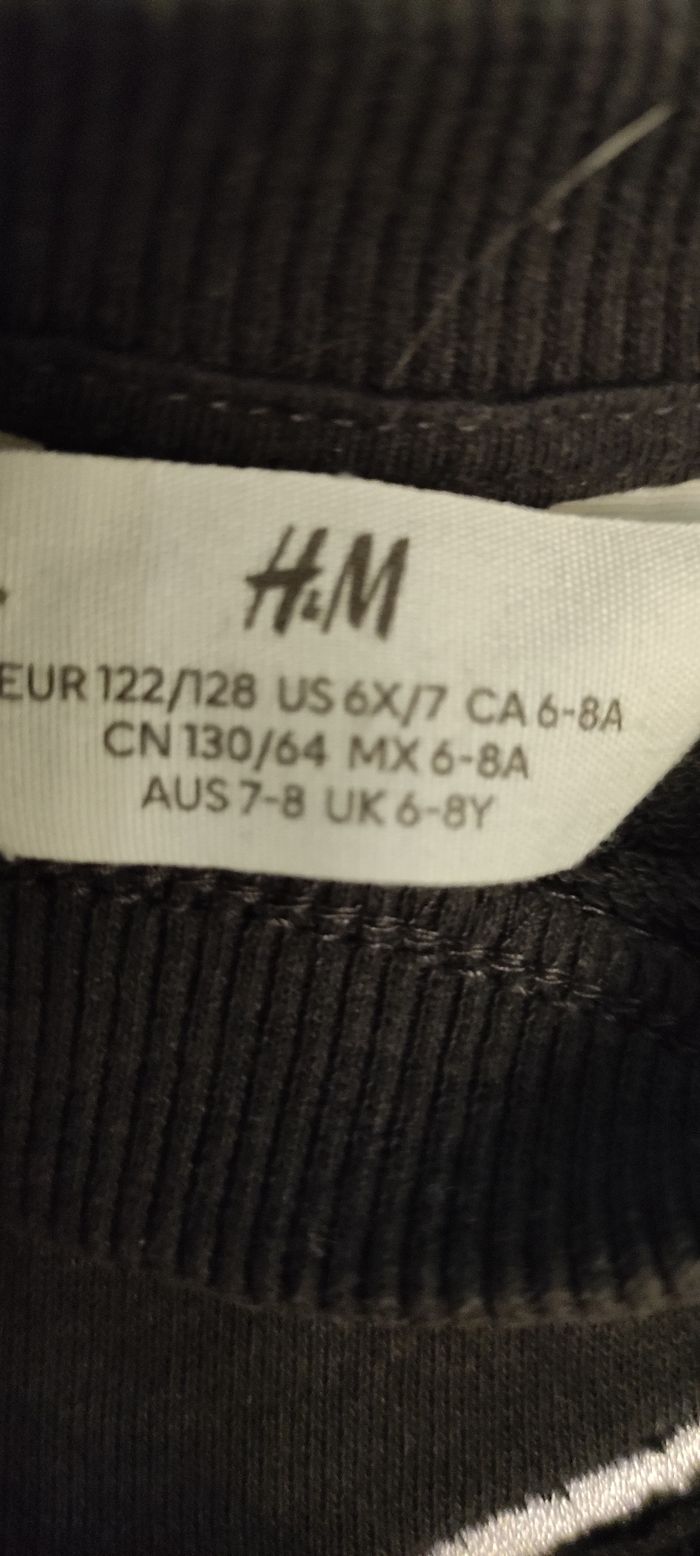 H&M
EUR 122/128 US 6X/7 CA 6-8A
CN 130/64 MX 6-8A
AUS 7-8 UK 6-8Y